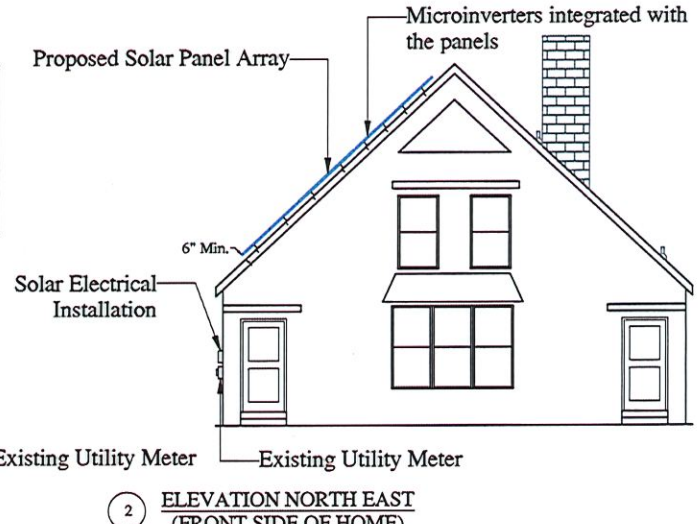 Microinverters integrated with
the panels
Proposed Solar Panel Array
6" Min.
Solar Electrical
Installation
Existing Utility Meter
Existing Utility Meter
2
ELEVATION NORTH EAST
(FRONT SIDE OF HOME)